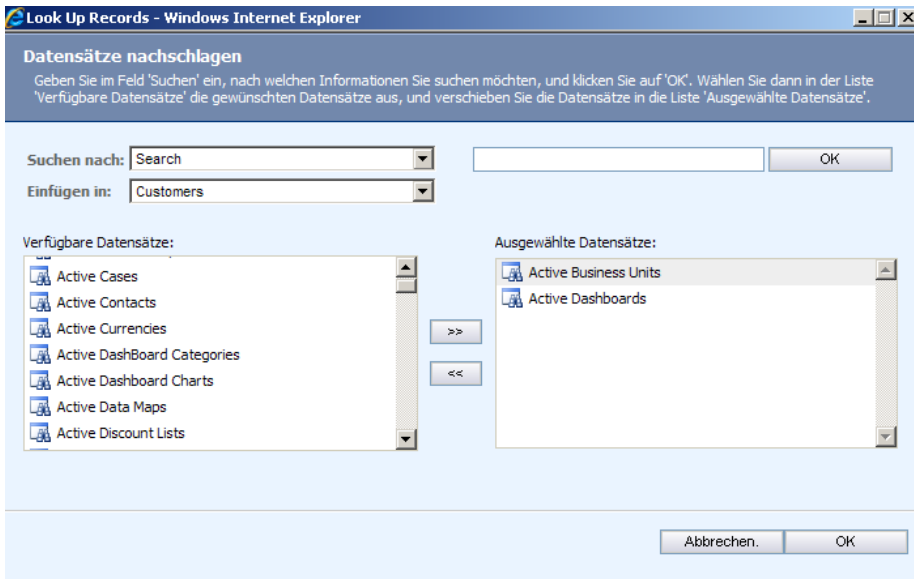 Look Up Records - Windows Internet Explorer
Datensätze nachschlagen
Geben Sie im Feld 'Suchen' ein, nach welchen Informationen Sie suchen möchten, und klicken Sie auf 'OK'. Wählen Sie dann in der Liste
'Verfügbare Datensätze' die gewünschten Datensätze aus, und verschieben Sie die Datensätze in die Liste 'Ausgewählte Datensätze'.
Suchen nach: Search OK
Einfügen in: Customers
Verfügbare Datensätze:
Active Cases
Active Contacts
Active Currencies
Active DashBoard Categories
Active Dashboard Charts
Active Data Maps
Active Discount Lists
>>
<<
Ausgewählte Datensätze:
Active Business Units
Active Dashboards
Abbrechen. OK